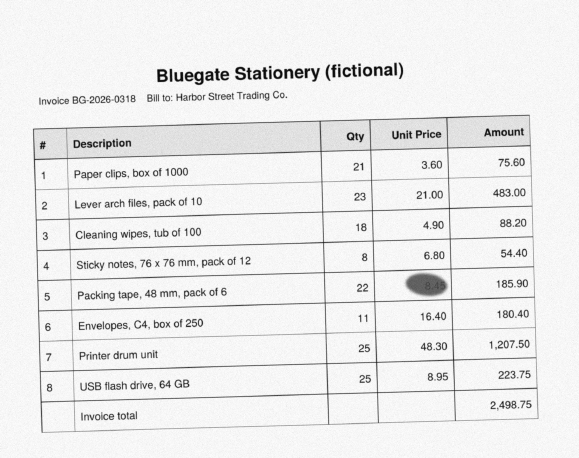 Bluegate Stationery (fictional)
Invoice BG-2026-0318 Bill to: Harbor Street Trading Co.
# Description Qty Unit Price Amount
1 Paper clips, box of 1000 21 3.60 75.60
2 Lever arch files, pack of 10 23 21.00 483.00
3 Cleaning wipes, tub of 100 18 4.90 88.20
4 Sticky notes, 76 x 76 mm, pack of 12 8 6.80 54.40
5 Packing tape, 48 mm, pack of 6 22 185.90
6 Envelopes, C4, box of 250 11 16.40 180.40
7 Printer drum unit 25 48.30 1,207.50
8 USB flash drive, 64 GB 25 8.95 223.75
Invoice total 2,498.75